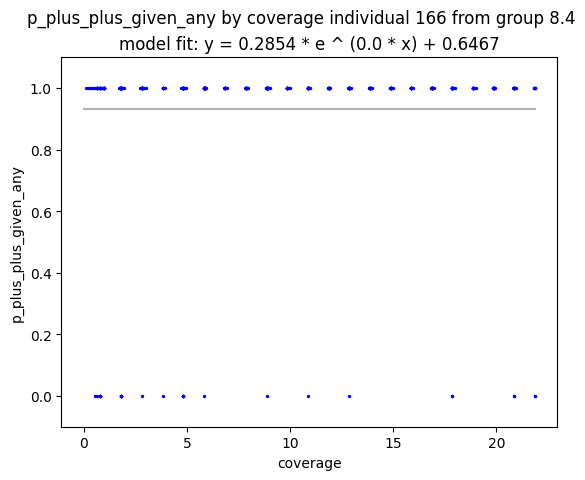 p_plus_plus_given_any by coverage individual 166 from group 8.4
model fit: y = 0.2854 * e ^ (0.0 * x) + 0.6467
p_plus_plus_given_any
1.0
0.8
0.6
0.4
0.2
0.0
0 5 10 15 20
coverage